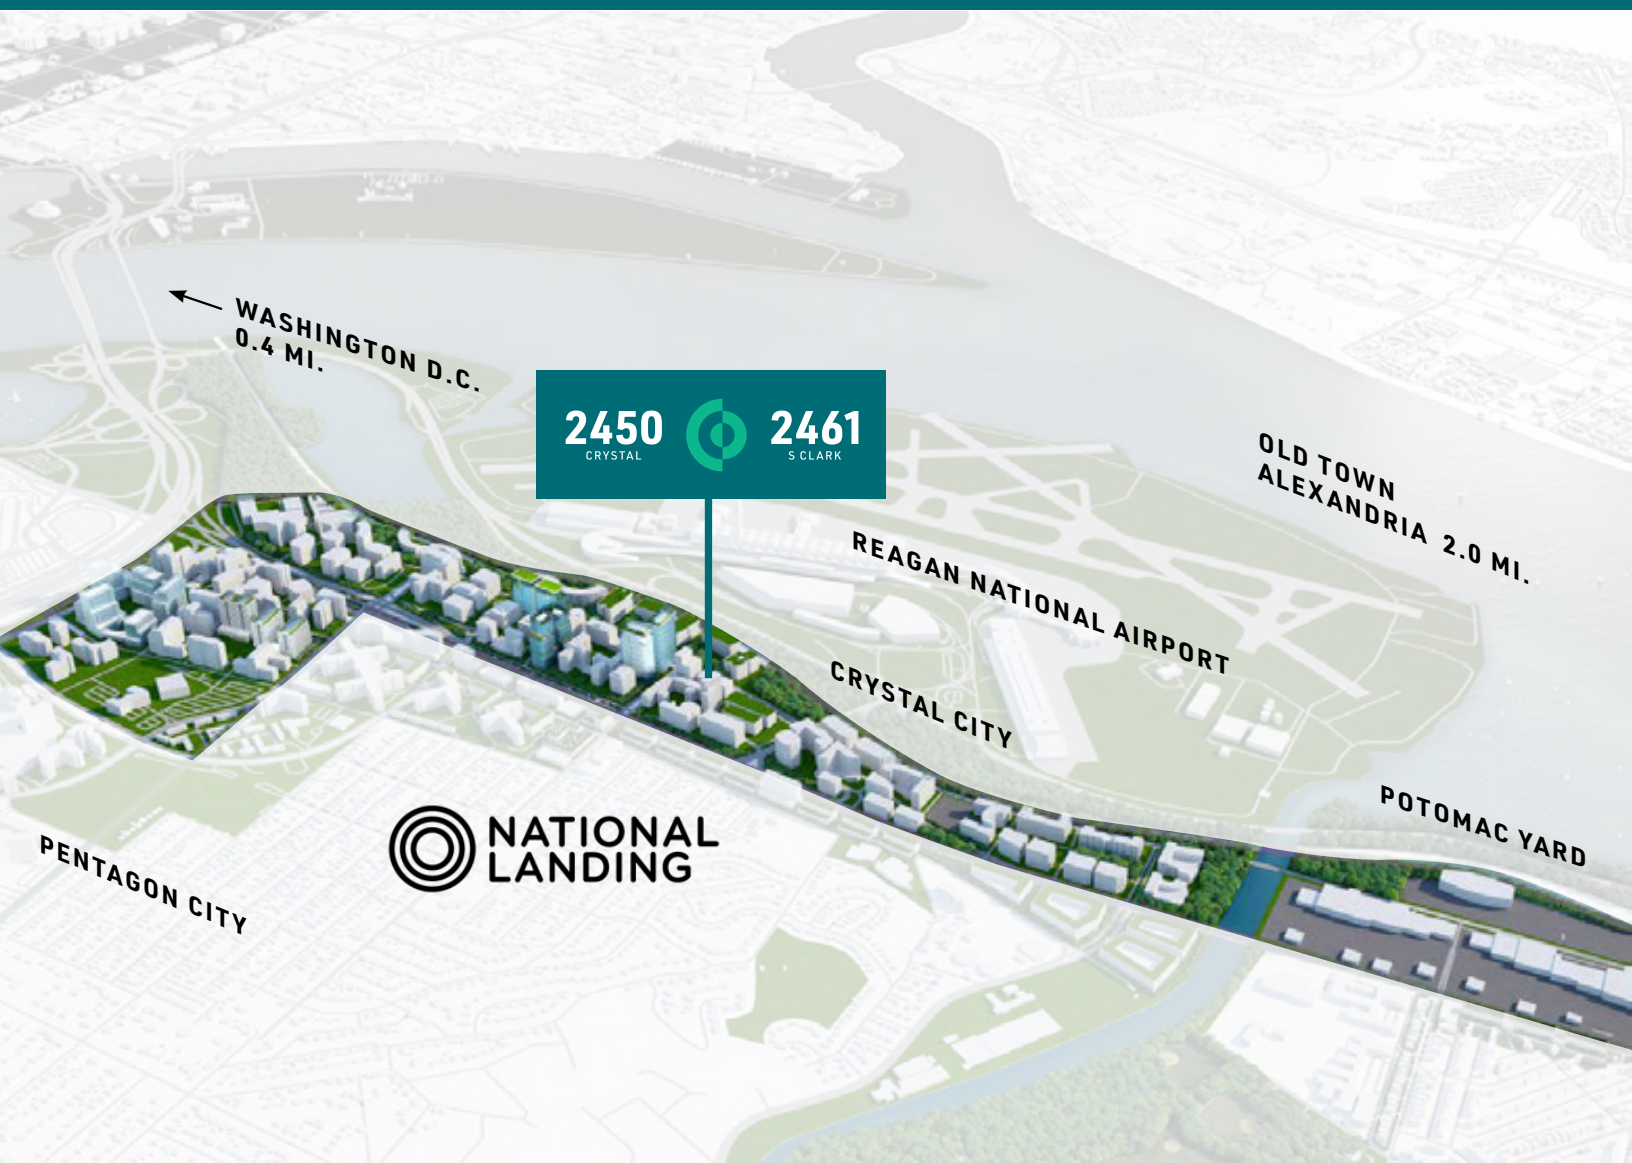 WASHINGTON D.C.
0.4 MI.
2450
CRYSTAL
2461
S CLARK
OLD TOWN
ALEXANDRIA 2.0 MI.
REAGAN NATIONAL AIRPORT
CRYSTAL CITY
POTOMAC YARD
NATIONAL
LANDING
PENTAGON CITY